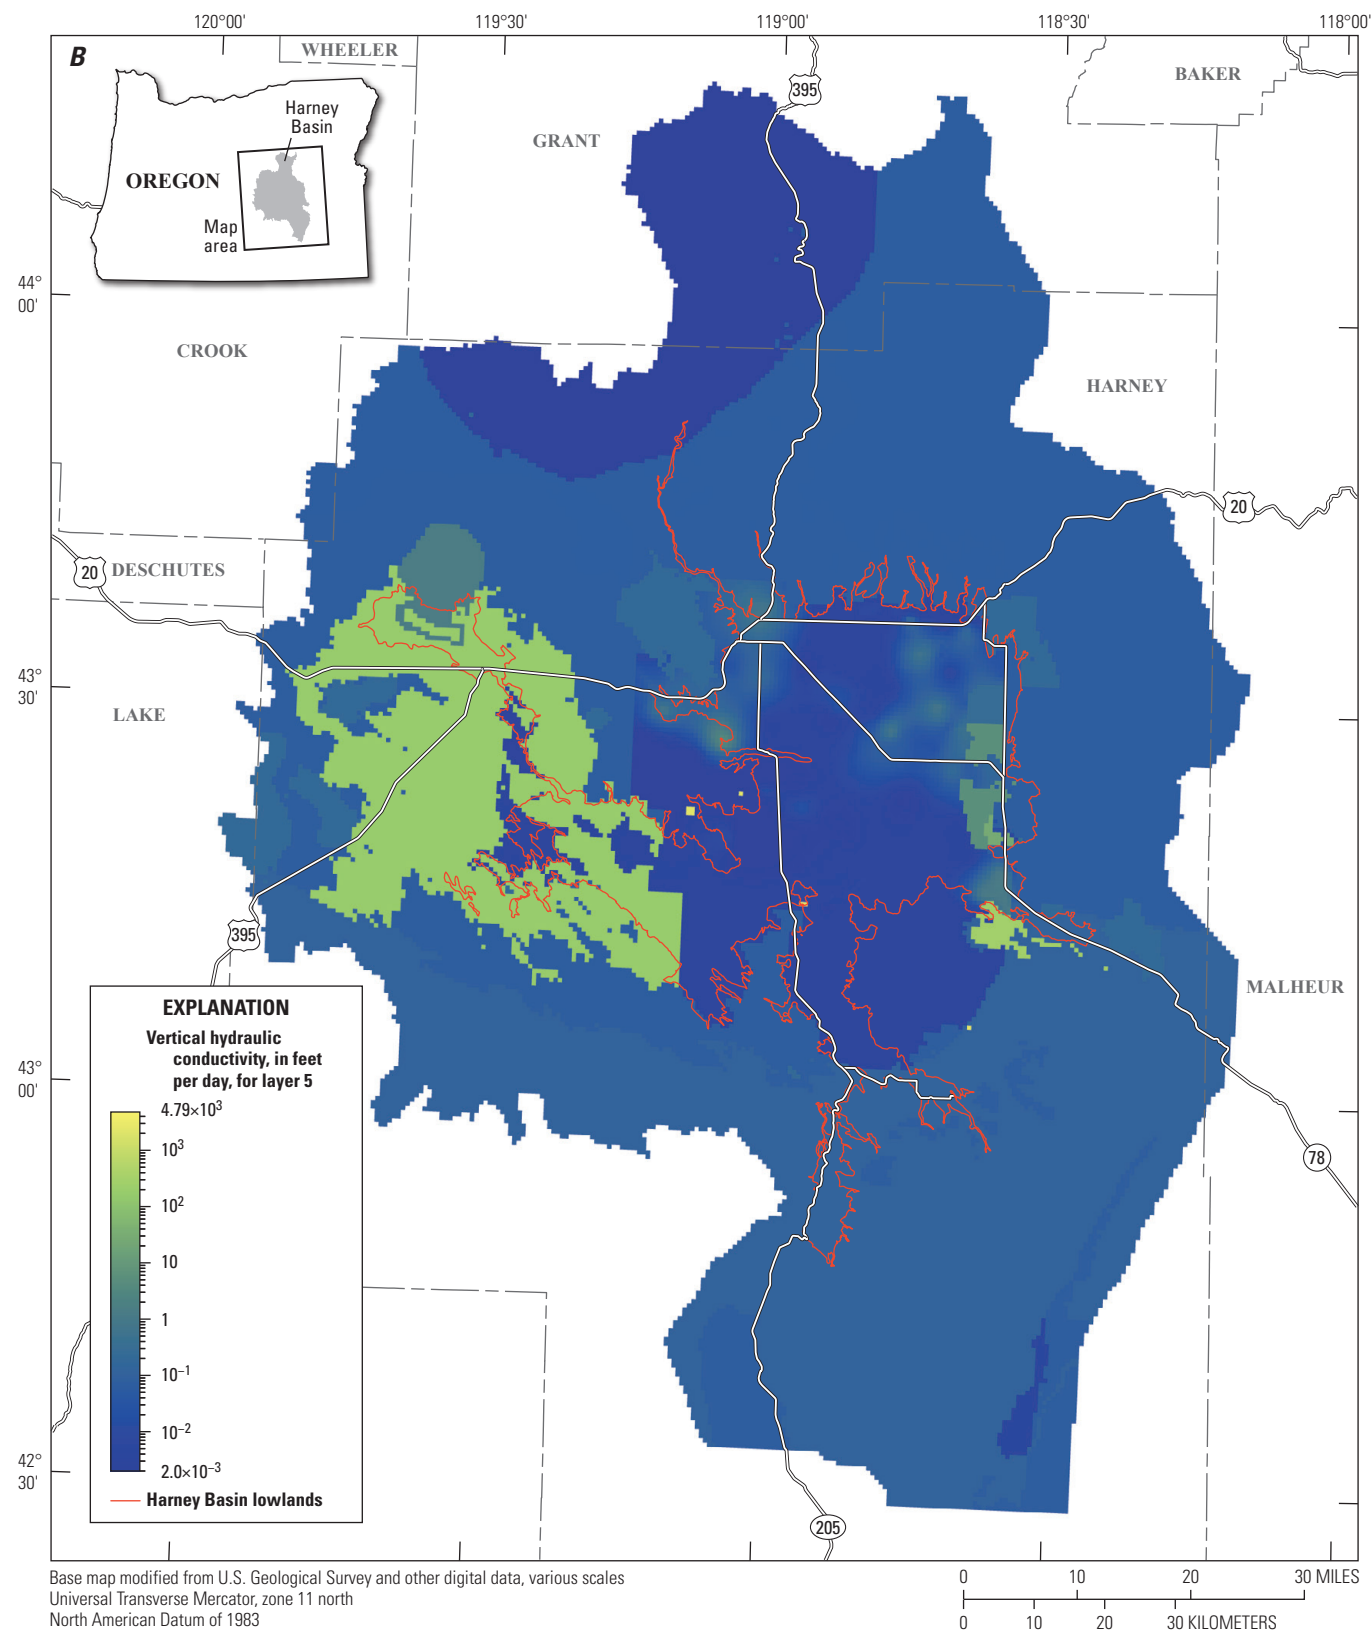 120°00'
119°30'
119°00'
118°30'
118°00'
B
WHEELER
BAKER
395
Harney
Basin
GRANT
OREGON
Map
area
44°
00'
CROOK
HARNEY
20
20
DESCHUTES
43°
30'
LAKE
395
MALHEUR
EXPLANATION
Vertical hydraulic
conductivity, in feet
per day, for layer 5
4.79×10³
10³
10²
10
1
10⁻¹
10⁻²
2.0×10⁻³
Harney Basin lowlands
43°
00'
78
42°
30'
205
Base map modified from U.S. Geological Survey and other digital data, various scales
Universal Transverse Mercator, zone 11 north
North American Datum of 1983
0 10 20 30 MILES
0 10 20 30 KILOMETERS